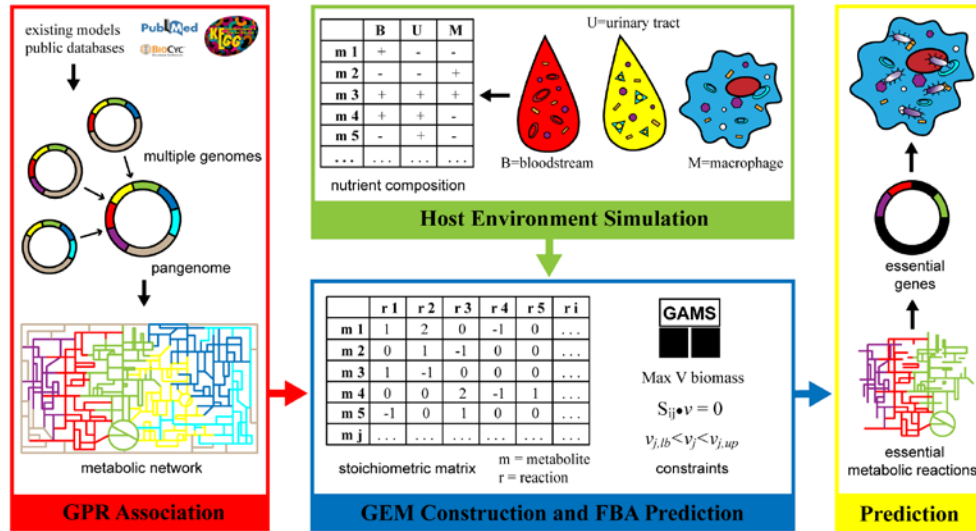 existing models
public databases
PubMed
BioCyc
KEGG
multiple genomes
pangenome
metabolic network
GPR Association
B U M
m 1 + - -
m 2 - - +
m 3 + + +
m 4 + + -
m 5 - + -
... ... ... ...
nutrient composition
U=urinary tract
B=bloodstream
M=macrophage
Host Environment Simulation
r 1 r 2 r 3 r 4 r 5 r i
m 1 1 2 0 -1 0 ...
m 2 0 1 -1 0 0 ...
m 3 1 -1 0 0 0 ...
m 4 0 0 2 -1 1 ...
m 5 -1 0 1 0 0 ...
m j ... ... ... ... ... ...
stoichiometric matrix
m = metabolite
r = reaction
GAMS
Max V biomass
Sij•v = 0
vj,lb<vj<vj,up
constraints
GEM Construction and FBA Prediction
essential
genes
essential
metabolic reactions
Prediction